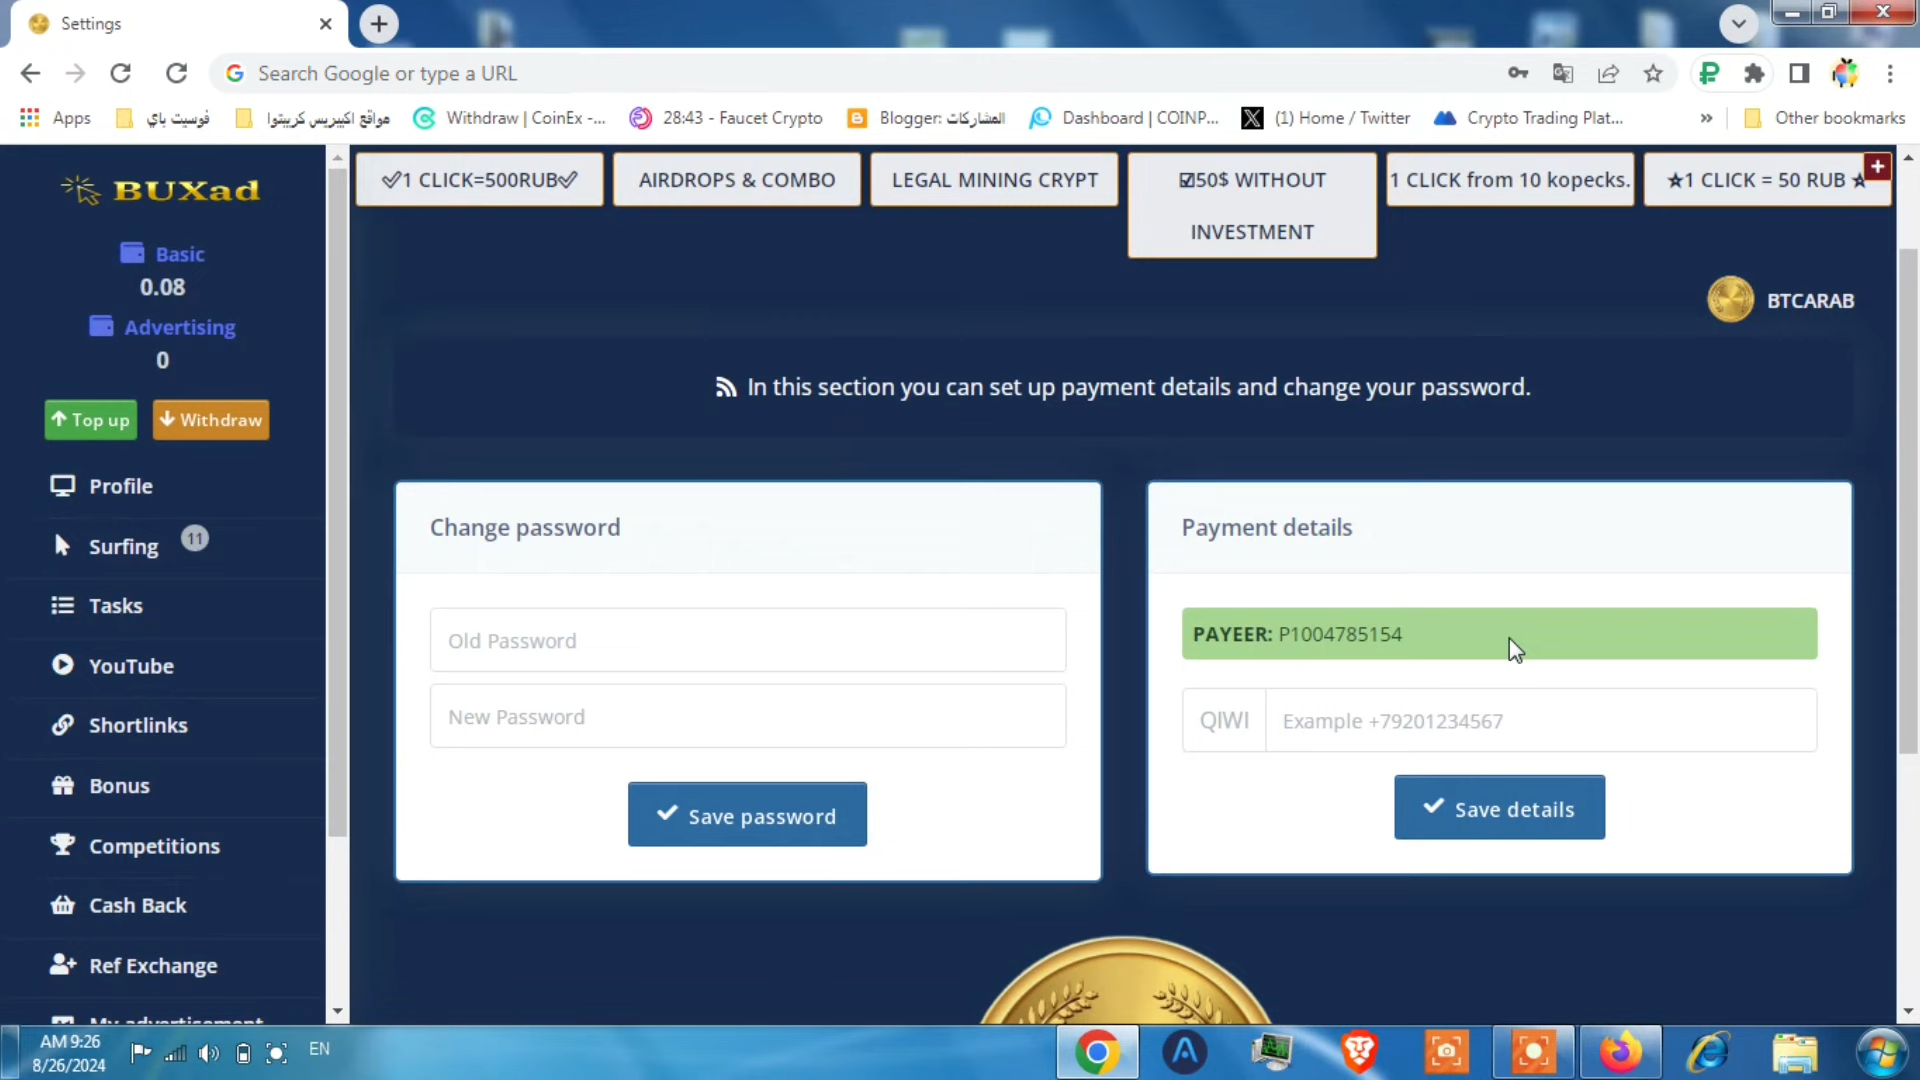 Settings
Search Google or type a URL
Apps
فوسيت باي
مواقع اكبيريس كريبتوا
Withdraw | CoinEx -...
28:43 - Faucet Crypto
Blogger: المشاركات
Dashboard | COINP...
(1) Home / Twitter
Crypto Trading Plat...
»
Other bookmarks
BUXad
Basic
0.08
Advertising
0
Top up
Withdraw
Profile
Surfing 11
Tasks
YouTube
Shortlinks
Bonus
Competitions
Cash Back
Ref Exchange
My advertisement
✅1 CLICK=500RUB✅
AIRDROPS & COMBO
LEGAL MINING CRYPT
☑50$ WITHOUT
INVESTMENT
1 CLICK from 10 kopecks.
★1 CLICK = 50 RUB ★
+
BTCARAB
In this section you can set up payment details and change your password.
Change password
Old Password
New Password
Save password
Payment details
PAYEER: P1004785154
QIWI
Example +79201234567
Save details
AM 9:26
8/26/2024
EN